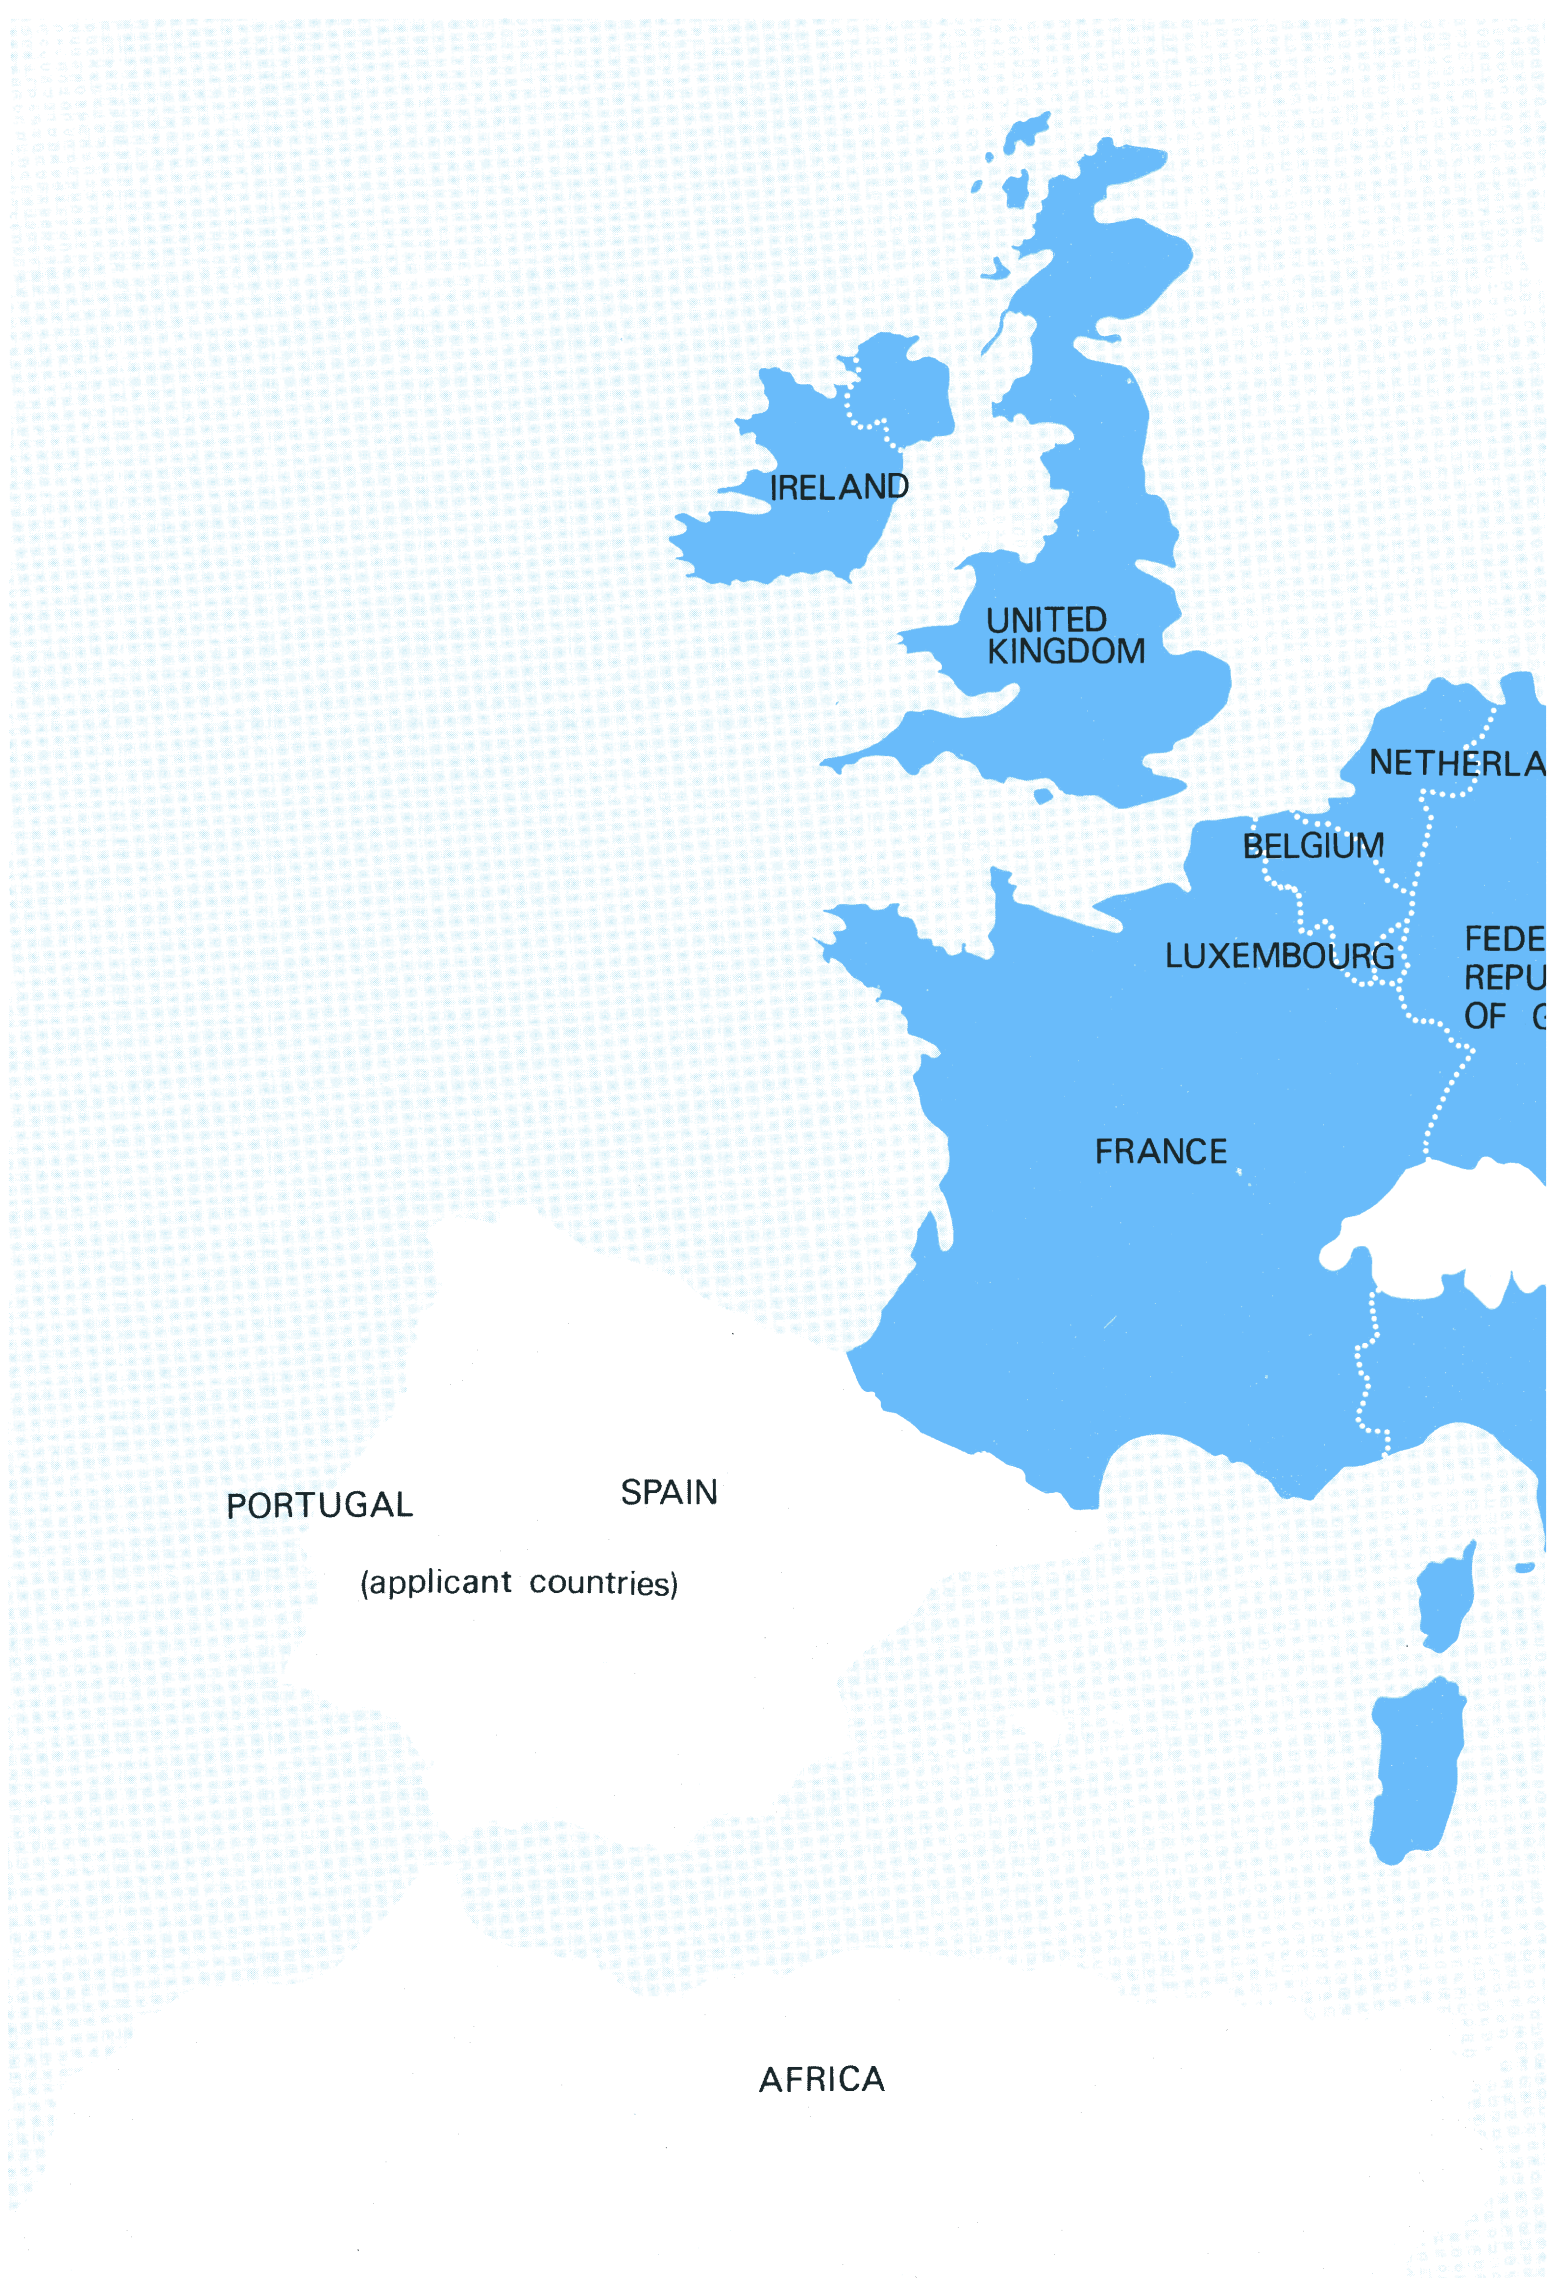 IRELAND
UNITED
KINGDOM
NETHERLA
BELGIUM
LUXEMBOURG
FEDE
REPU
OF G
FRANCE
PORTUGAL
SPAIN
(applicant countries)
AFRICA